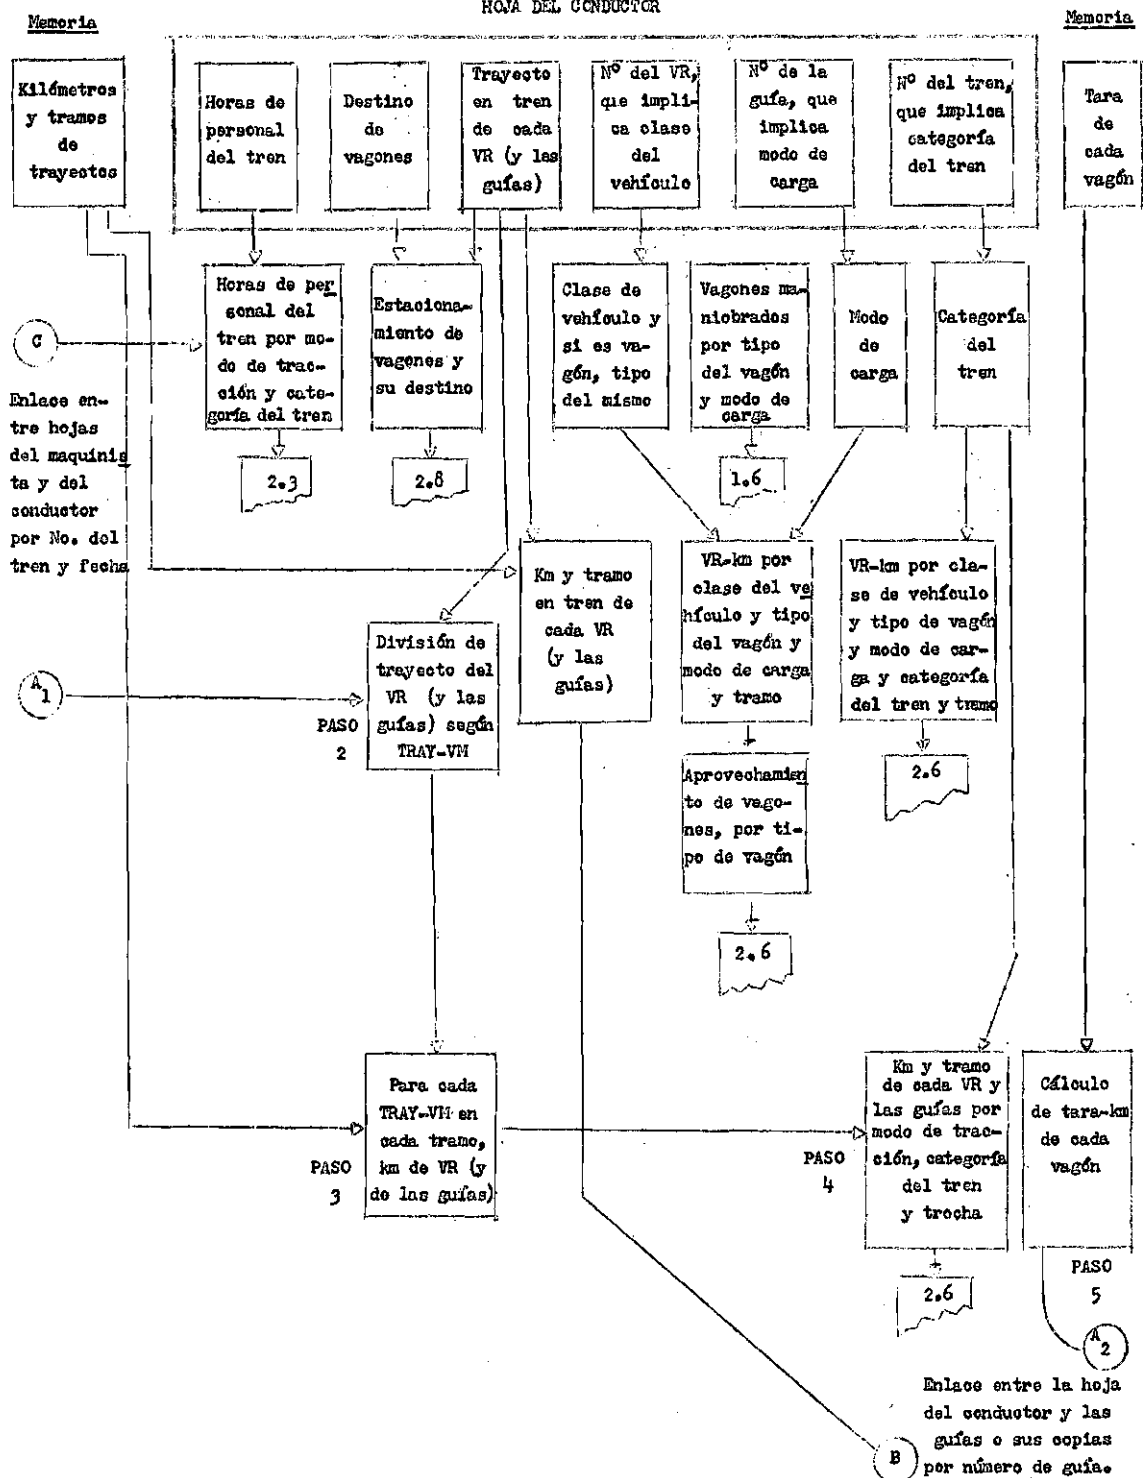 HOJA DEL CONDUCTOR
Memoria
Memoria
Kilómetros
y tramos
de
trayectos
Horas de
personal
del tren
Destino
de
vagones
Trayecto
en tren
de cada
VR (y las
guías)
Nº del VR,
que impli-
ca clase
del
vehículo
Nº de la
guía, que
implica
modo de
carga
Nº del tren,
que implica
categoría
del tren
Tara
de
cada
vagón
C
Enlace en-
tre hojas
del maquinis
ta y del
conductor
por No. del
tren y fecha
Horas de per
sonal del
tren por mo-
do de trac-
ción y cate-
goría del tren
2.3
Estaciona-
miento de
vagones y
su destino
2.8
Clase de
vehículo y
si es va-
gón, tipo
del mismo
Vagones ma-
niobrados
por tipo
del vagón
y modo de
carga
1.6
Modo
de
carga
Categoría
del
tren
A1
PASO
2
División de
trayecto del
VR (y las
guías) según
TRAY-VM
Km y tramo
en tren de
cada VR
(y las
guías)
VR-km por
clase del ve
hículo y tipo
del vagón y
modo de carga
y tramo
VR-km por cla-
se de vehículo
y tipo de vagón
y modo de car-
ga y categoría
del tren y tramo
2.6
Aprovechamien
to de vago-
nes, por ti-
po de vagón
2.6
PASO
3
Para cada
TRAY-VM en
cada tramo,
km de VR (y
de las guías)
PASO
4
Km y tramo
de cada VR y
las guías por
modo de trac-
ción, categoría
del tren
y trocha
2.6
Cálculo
de tara-km
de cada
vagón
PASO
5
A2
B
Enlace entre la hoja
del conductor y las
guías o sus copias
por número de guía.